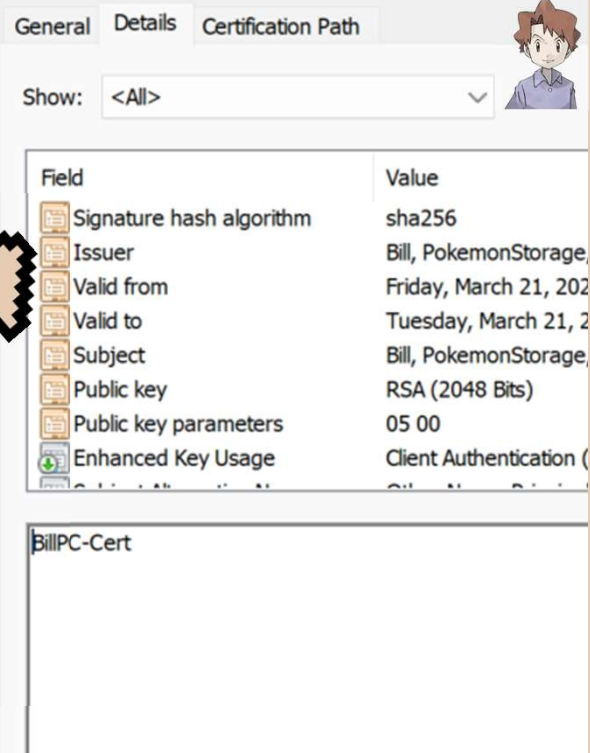 General Details Certification Path
Show: <All>
Field Value
Signature hash algorithm sha256
Issuer Bill, PokemonStorage,
Valid from Friday, March 21, 202
Valid to Tuesday, March 21, 2
Subject Bill, PokemonStorage,
Public key RSA (2048 Bits)
Public key parameters 05 00
Enhanced Key Usage Client Authentication (
BillPC-Cert